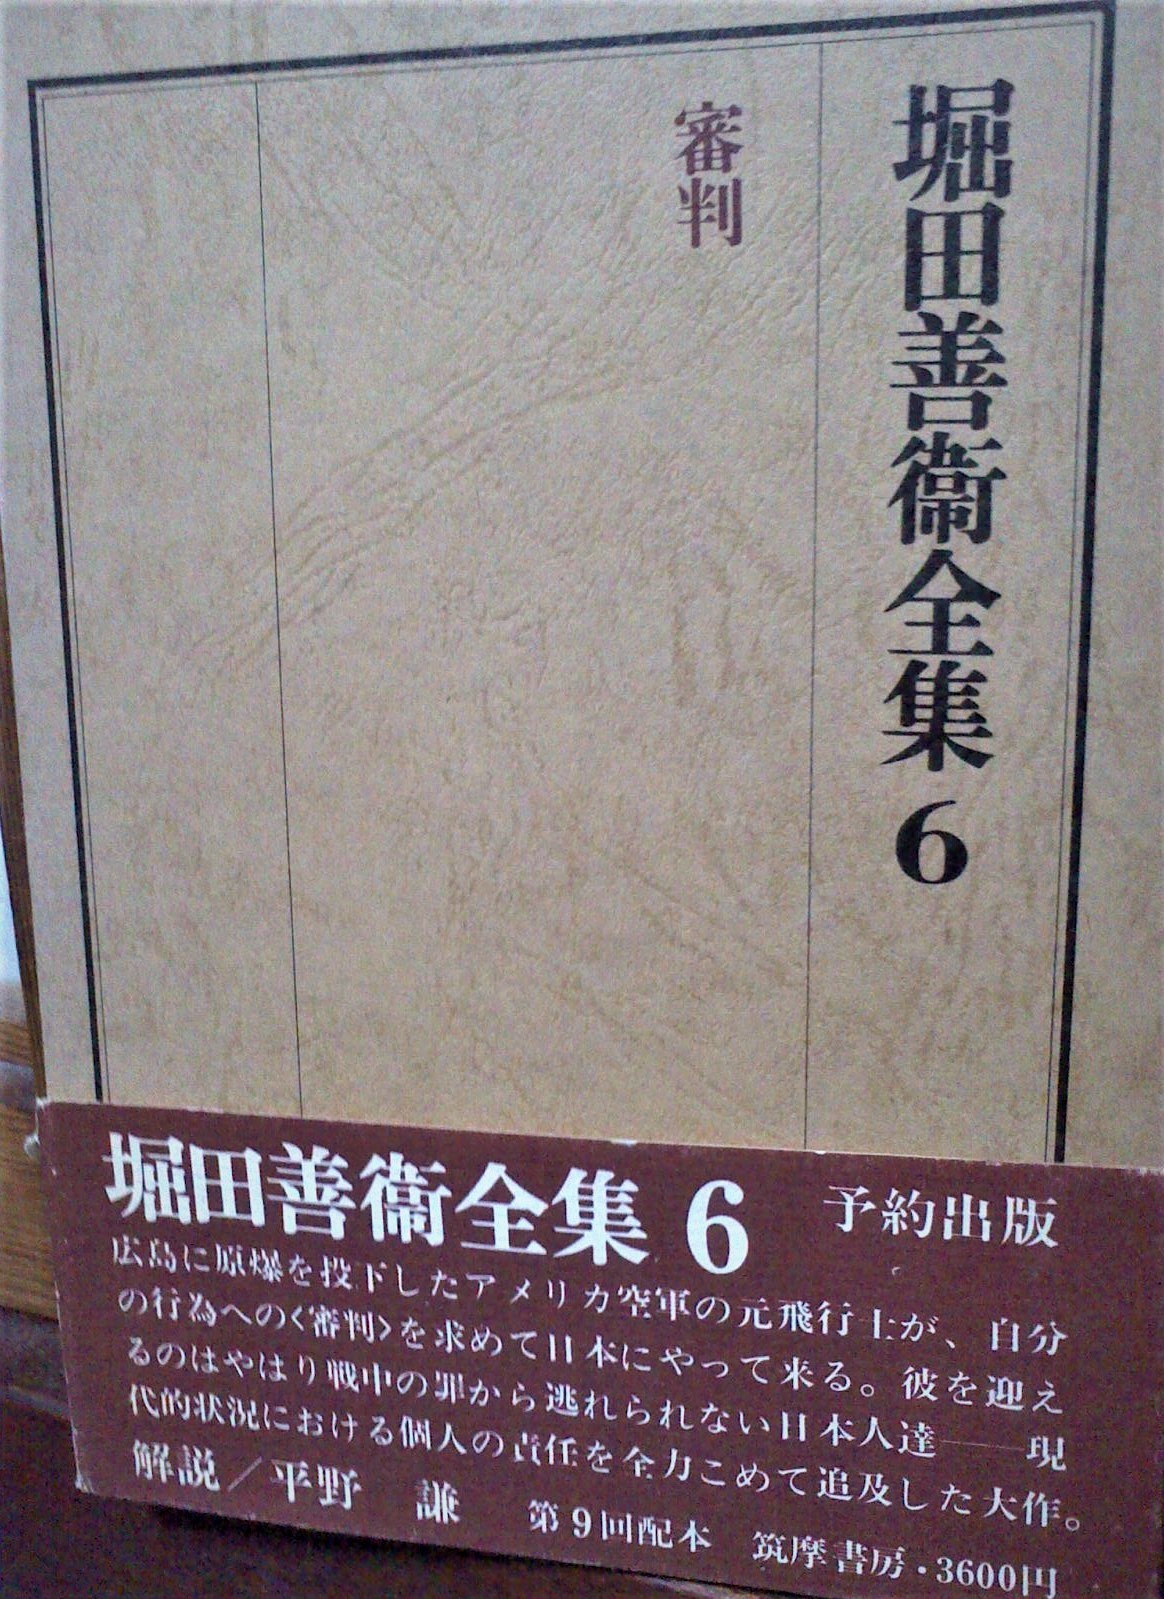 堀田善衞全集 6
審判
堀田善衞全集 6 予約出版
広島に原爆を投下したアメリカ空軍の元飛行士が、自分
の行為への〈審判〉を求めて日本にやって来る。彼を迎え
るのはやはり戦中の罪から逃れられない日本人達――現
代的状況における個人の責任を全力こめて追及した大作。
解説／平野 謙 第9回配本 筑摩書房・3600円